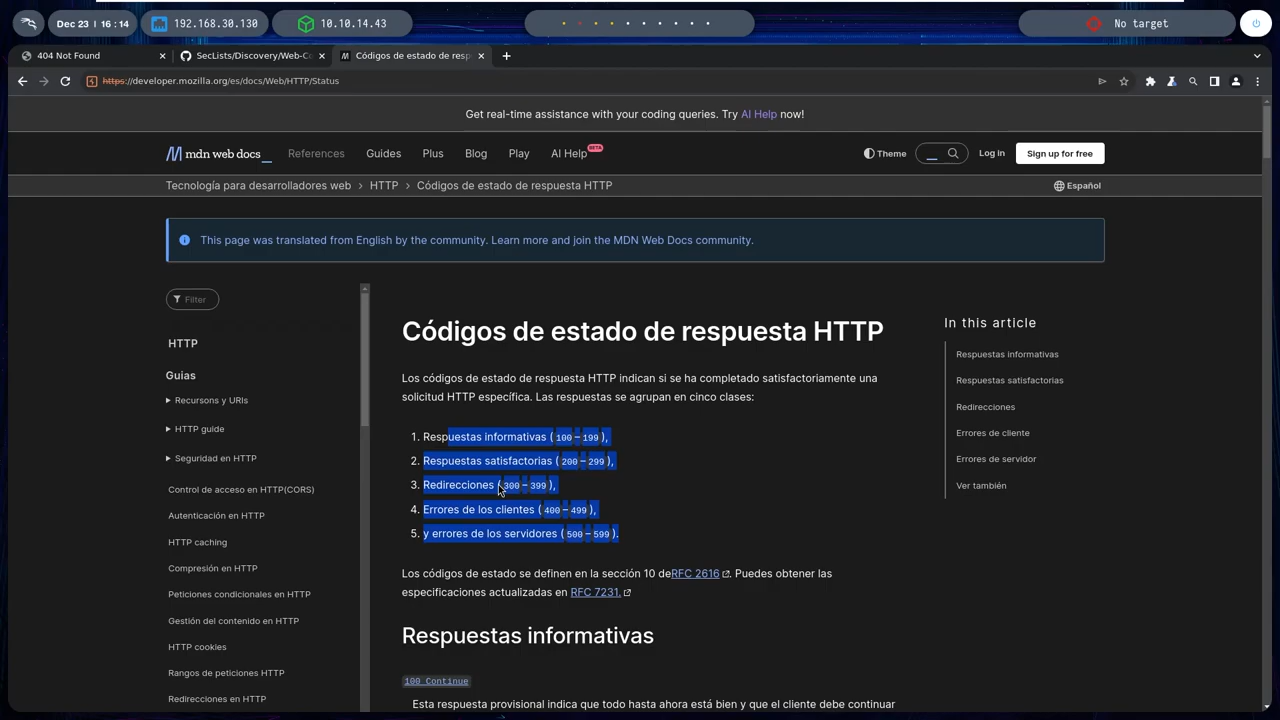 Dec 23 16:14
192.168.30.130
10.10.14.43
No target
404 Not Found
SecLists/Discovery/Web-Co
Códigos de estado de resp
https://developer.mozilla.org/es/docs/Web/HTTP/Status
Get real-time assistance with your coding queries. Try AI Help now!
mdn web docs_
References
Guides
Plus
Blog
Play
AI Help
BETA
Theme
Log in
Sign up for free
Tecnología para desarrolladores web > HTTP > Códigos de estado de respuesta HTTP
Español
This page was translated from English by the community. Learn more and join the MDN Web Docs community.
Filter
HTTP
Guias
Recursons y URIs
HTTP guide
Seguridad en HTTP
Control de acceso en HTTP(CORS)
Autenticación en HTTP
HTTP caching
Compresión en HTTP
Peticiones condicionales en HTTP
Gestión del contenido en HTTP
HTTP cookies
Rangos de peticiones HTTP
Redirecciones en HTTP
Códigos de estado de respuesta HTTP
Los códigos de estado de respuesta HTTP indican si se ha completado satisfactoriamente una
solicitud HTTP específica. Las respuestas se agrupan en cinco clases:
1. Respuestas informativas (100–199),
2. Respuestas satisfactorias (200–299),
3. Redirecciones (300–399),
4. Errores de los clientes (400–499),
5. y errores de los servidores (500–599).
Los códigos de estado se definen en la sección 10 deRFC 2616. Puedes obtener las
especificaciones actualizadas en RFC 7231.
Respuestas informativas
100 Continue
Esta respuesta provisional indica que todo hasta ahora está bien y que el cliente debe continuar
In this article
Respuestas informativas
Respuestas satisfactorias
Redirecciones
Errores de cliente
Errores de servidor
Ver también